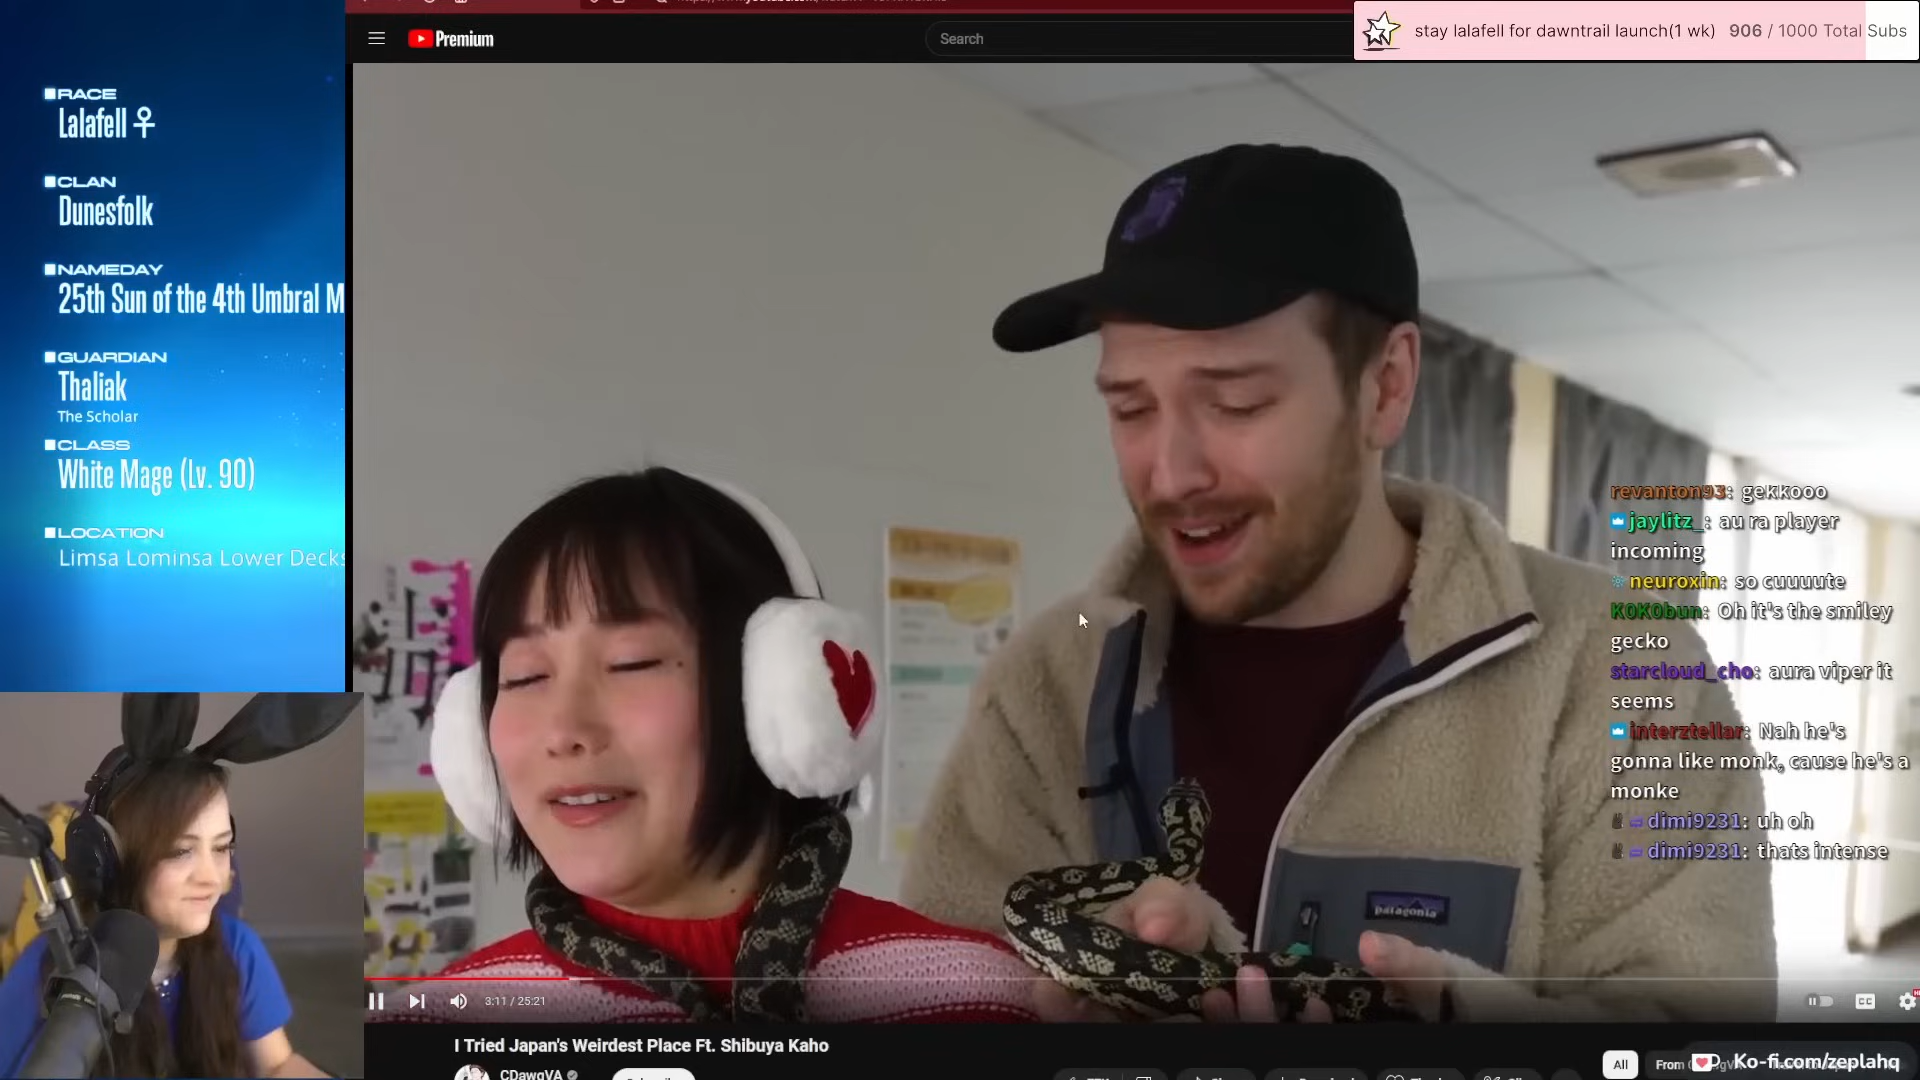 Premium
Search
stay lalafell for dawntrail launch(1 wk) 906 / 1000 Total Subs
RACE
Lalafell ♀
CLAN
Dunesfolk
NAMEDAY
25th Sun of the 4th Umbral M
GUARDIAN
Thaliak
The Scholar
CLASS
White Mage (Lv. 90)
LOCATION
Limsa Lominsa Lower Decks
revanton93: gekkooo
jaylitz_: au ra player
incoming
neuroxin: so cuuuute
K0K0bun: Oh it's the smiley
gecko
starcloud_cho: aura viper it
seems
interztellar: Nah he's
gonna like monk, cause he's a
monke
dimi9231: uh oh
dimi9231: thats intense
patagonia
3:11 / 25:21
CC
I Tried Japan's Weirdest Place Ft. Shibuya Kaho
CDawgVA
All
From
Ko-fi.com/zeplahq